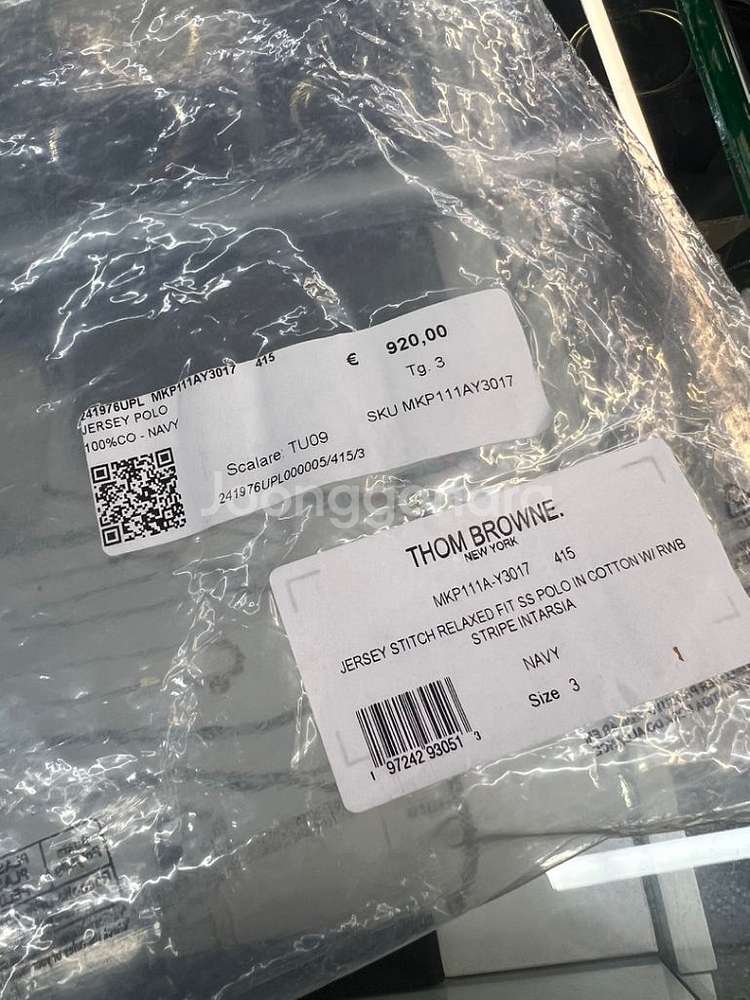 241976UPL MKP111AY3017 415
JERSEY POLO
100%CO - NAVY
€ 920,00
Tg. 3
SKU MKP111AY3017
Scalare: TU09
241976UPL000005/415/3
Joonggonara
THOM BROWNE.
NEW YORK
MKP111A-Y3017 415
JERSEY STITCH RELAXED FIT SS POLO IN COTTON W/ RWB
STRIPE INTARSIA
NAVY
Size 3
1 97242 93051 3